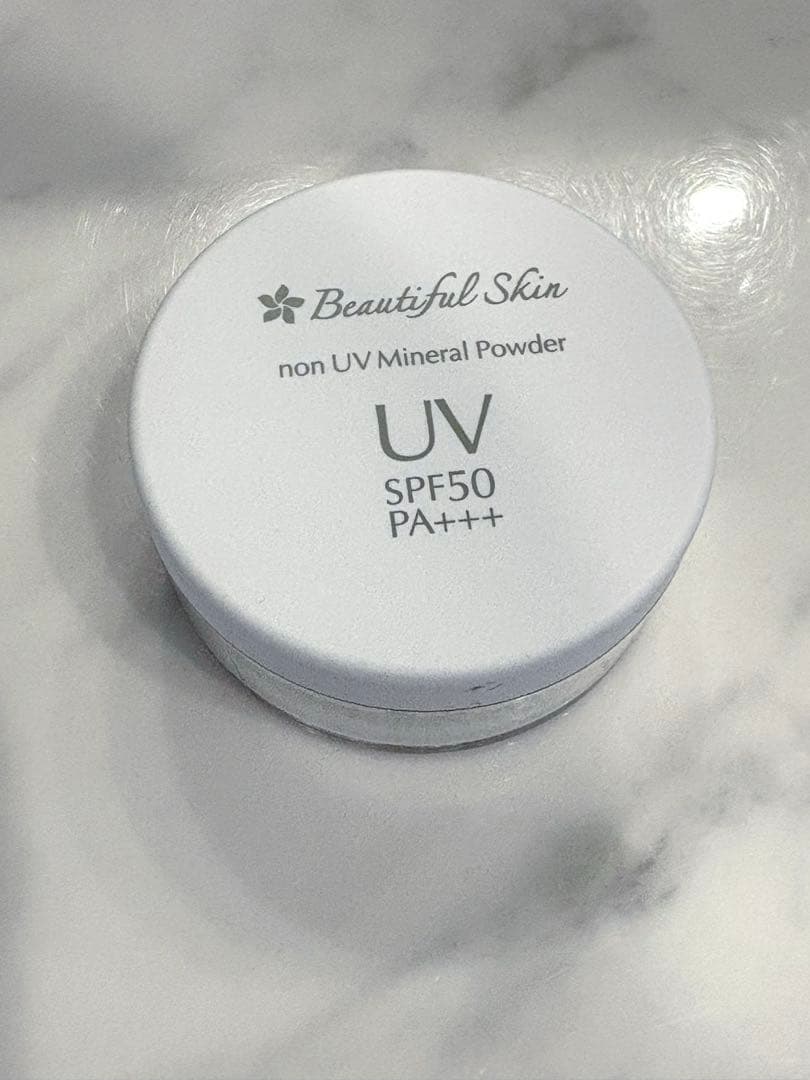 Beautiful Skin
non UV Mineral Powder
UV
SPF50
PA+++